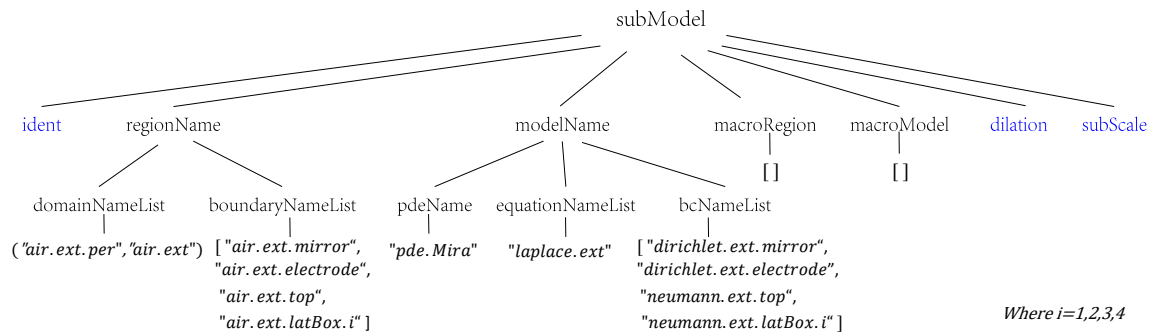 subModel
ident regionName modelName macroRegion macroModel dilation subScale
[ ] [ ]
domainNameList boundaryNameList pdeName equationNameList bcNameList
("air.ext.per","air.ext") ["air.ext.mirror“, "pde.Mira" "laplace.ext" ["dirichlet.ext.mirror“,
"air.ext.electrode“, "dirichlet.ext.electrode”,
"air.ext.top“, "neumann.ext.top“,
"air.ext.latBox.i“] "neumann.ext.latBox.i“]
Where i=1,2,3,4